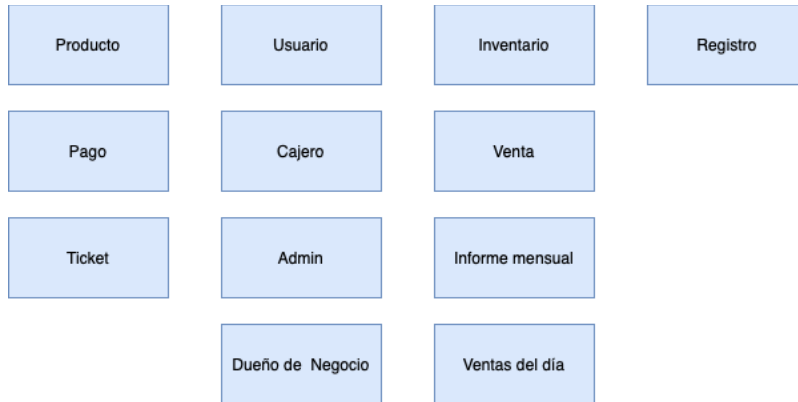 Producto
Usuario
Inventario
Registro
Pago
Cajero
Venta
Ticket
Admin
Informe mensual
Dueño de  Negocio
Ventas del día